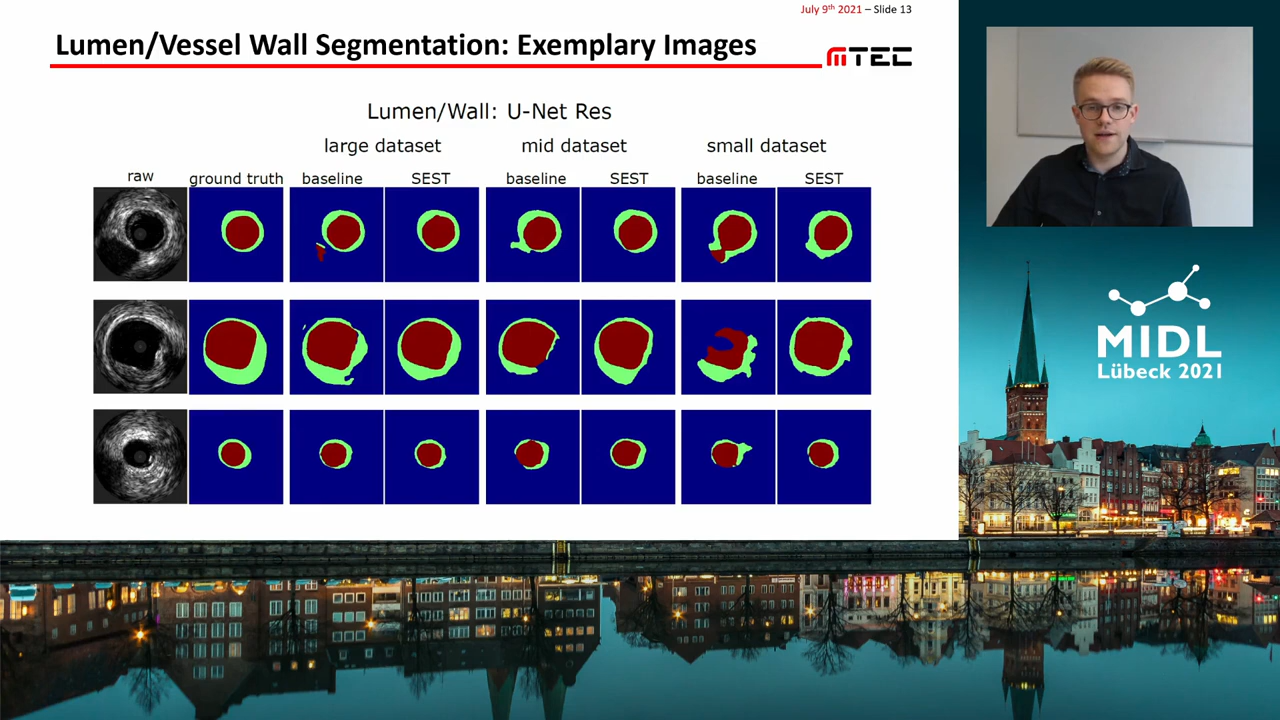 July 9th 2021 – Slide 13
Lumen/Vessel Wall Segmentation: Exemplary Images
MTEC
Lumen/Wall: U-Net Res
large dataset mid dataset small dataset
raw ground truth baseline SEST baseline SEST baseline SEST
MIDL
Lübeck 2021